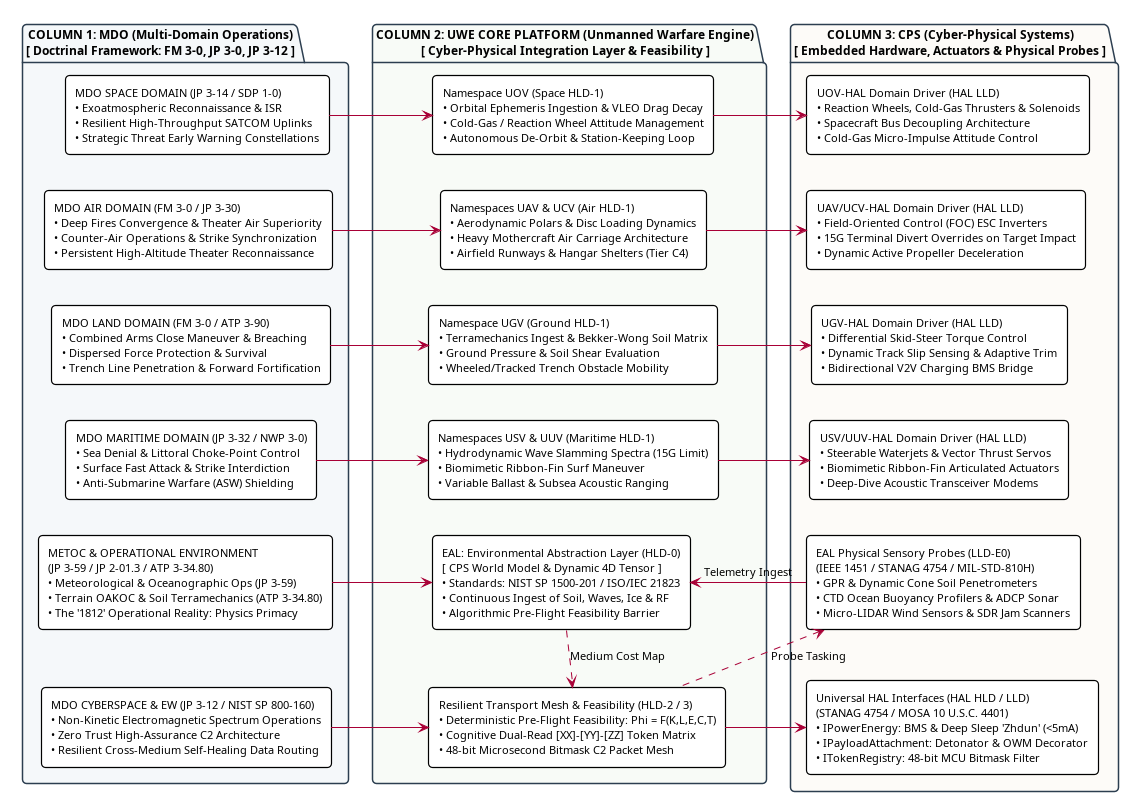 COLUMN 1: MDO (Multi-Domain Operations)
[ Doctrinal Framework: FM 3-0, JP 3-0, JP 3-12 ]
MDO SPACE DOMAIN (JP 3-14 / SDP 1-0)
• Exoatmospheric Reconnaissance & ISR
• Resilient High-Throughput SATCOM Uplinks
• Strategic Threat Early Warning Constellations
MDO AIR DOMAIN (FM 3-0 / JP 3-30)
• Deep Fires Convergence & Theater Air Superiority
• Counter-Air Operations & Strike Synchronization
• Persistent High-Altitude Theater Reconnaissance
MDO LAND DOMAIN (FM 3-0 / ATP 3-90)
• Combined Arms Close Maneuver & Breaching
• Dispersed Force Protection & Survival
• Trench Line Penetration & Forward Fortification
MDO MARITIME DOMAIN (JP 3-32 / NWP 3-0)
• Sea Denial & Littoral Choke-Point Control
• Surface Fast Attack & Strike Interdiction
• Anti-Submarine Warfare (ASW) Shielding
METOC & OPERATIONAL ENVIRONMENT
(JP 3-59 / JP 2-01.3 / ATP 3-34.80)
• Meteorological & Oceanographic Ops (JP 3-59)
• Terrain OAKOC & Soil Terramechanics (ATP 3-34.80)
• The '1812' Operational Reality: Physics Primacy
MDO CYBERSPACE & EW (JP 3-12 / NIST SP 800-160)
• Non-Kinetic Electromagnetic Spectrum Operations
• Zero Trust High-Assurance C2 Architecture
• Resilient Cross-Medium Self-Healing Data Routing
COLUMN 2: UWE CORE PLATFORM (Unmanned Warfare Engine)
[ Cyber-Physical Integration Layer & Feasibility ]
Namespace UOV (Space HLD-1)
• Orbital Ephemeris Ingestion & VLEO Drag Decay
• Cold-Gas / Reaction Wheel Attitude Management
• Autonomous De-Orbit & Station-Keeping Loop
Namespaces UAV & UCV (Air HLD-1)
• Aerodynamic Polars & Disc Loading Dynamics
• Heavy Mothercraft Air Carriage Architecture
• Airfield Runways & Hangar Shelters (Tier C4)
Namespace UGV (Ground HLD-1)
• Terramechanics Ingest & Bekker-Wong Soil Matrix
• Ground Pressure & Soil Shear Evaluation
• Wheeled/Tracked Trench Obstacle Mobility
Namespaces USV & UUV (Maritime HLD-1)
• Hydrodynamic Wave Slamming Spectra (15G Limit)
• Biomimetic Ribbon-Fin Surf Maneuver
• Variable Ballast & Subsea Acoustic Ranging
EAL: Environmental Abstraction Layer (HLD-0)
[ CPS World Model & Dynamic 4D Tensor ]
• Standards: NIST SP 1500-201 / ISO/IEC 21823
• Continuous Ingest of Soil, Waves, Ice & RF
• Algorithmic Pre-Flight Feasibility Barrier
Medium Cost Map
Resilient Transport Mesh & Feasibility (HLD-2 / 3)
• Deterministic Pre-Flight Feasibility: Phi = F(K,L,E,C,T)
• Cognitive Dual-Read [XX]-[YY]-[ZZ] Token Matrix
• 48-bit Microsecond Bitmask C2 Packet Mesh
COLUMN 3: CPS (Cyber-Physical Systems)
[ Embedded Hardware, Actuators & Physical Probes ]
UOV-HAL Domain Driver (HAL LLD)
• Reaction Wheels, Cold-Gas Thrusters & Solenoids
• Spacecraft Bus Decoupling Architecture
• Cold-Gas Micro-Impulse Attitude Control
UAV/UCV-HAL Domain Driver (HAL LLD)
• Field-Oriented Control (FOC) ESC Inverters
• 15G Terminal Divert Overrides on Target Impact
• Dynamic Active Propeller Deceleration
UGV-HAL Domain Driver (HAL LLD)
• Differential Skid-Steer Torque Control
• Dynamic Track Slip Sensing & Adaptive Trim
• Bidirectional V2V Charging BMS Bridge
USV/UUV-HAL Domain Driver (HAL LLD)
• Steerable Waterjets & Vector Thrust Servos
• Biomimetic Ribbon-Fin Articulated Actuators
• Deep-Dive Acoustic Transceiver Modems
Telemetry Ingest
EAL Physical Sensory Probes (LLD-E0)
(IEEE 1451 / STANAG 4754 / MIL-STD-810H)
• GPR & Dynamic Cone Soil Penetrometers
• CTD Ocean Buoyancy Profilers & ADCP Sonar
• Micro-LIDAR Wind Sensors & SDR Jam Scanners
Probe Tasking
Universal HAL Interfaces (HAL HLD / LLD)
(STANAG 4754 / MOSA 10 U.S.C. 4401)
• IPowerEnergy: BMS & Deep Sleep 'Zhdun' (<5mA)
• IPayloadAttachment: Detonator & OWM Decorator
• ITokenRegistry: 48-bit MCU Bitmask Filter